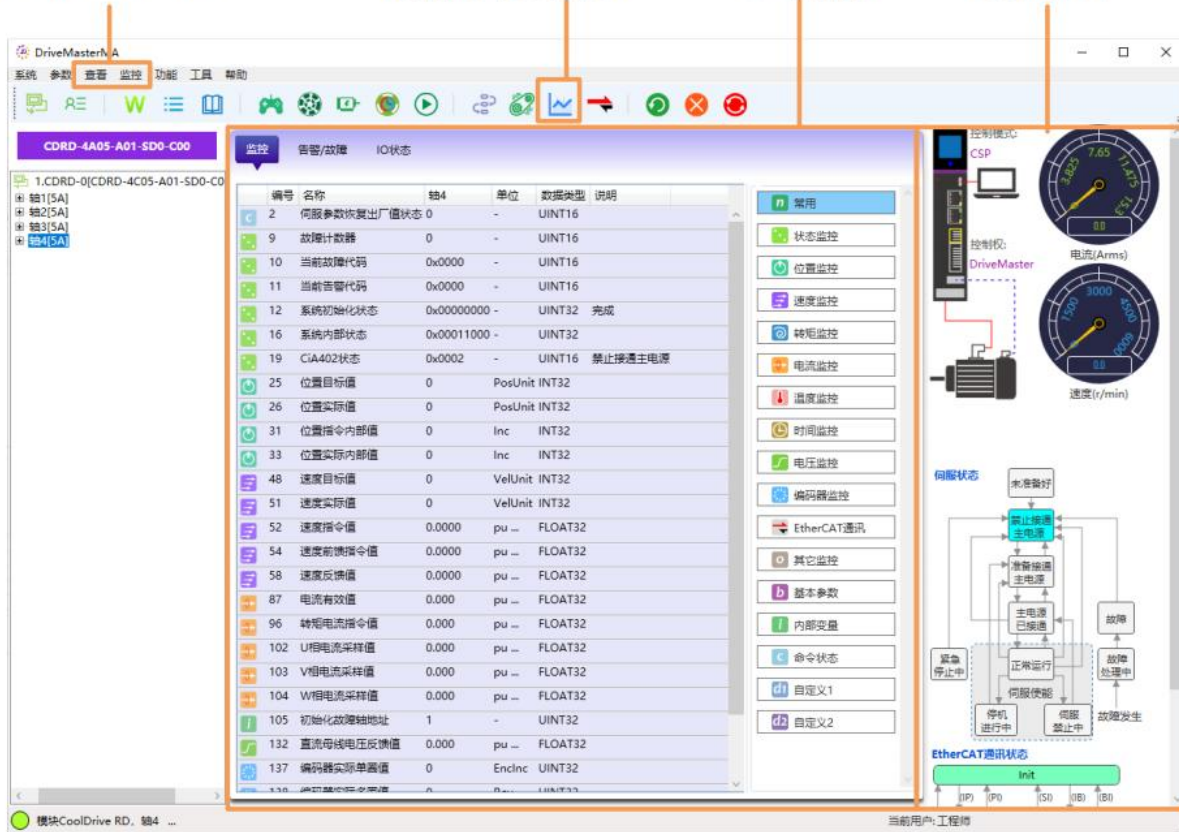 DriveMasterMA
系统 参数 查看 监控 功能 工具 帮助
CDRD-4A05-A01-SD0-C00
1.CDRD-0[CDRD-4C05-A01-SD0-C0
轴1[5A]
轴2[5A]
轴3[5A]
轴4[5A]
监控 告警/故障 IO状态
编号 名称 轴4 单位 数据类型 说明
2 伺服参数恢复出厂值状态 0 - UINT16
9 故障计数器 0 - UINT16
10 当前故障代码 0x0000 - UINT16
11 当前告警代码 0x0000 - UINT16
12 系统初始化状态 0x00000000 - UINT32 完成
16 系统内部状态 0x00011000 - UINT32
19 CiA402状态 0x0002 - UINT16 禁止接通主电源
25 位置目标值 0 PosUnit INT32
26 位置实际值 0 PosUnit INT32
31 位置指令内部值 0 Inc INT32
33 位置实际内部值 0 Inc INT32
48 速度目标值 0 VelUnit INT32
51 速度实际值 0 VelUnit INT32
52 速度指令值 0.0000 pu ... FLOAT32
54 速度前馈指令值 0.0000 pu ... FLOAT32
58 速度反馈值 0.0000 pu ... FLOAT32
87 电流有效值 0.000 pu ... FLOAT32
96 转矩电流指令值 0.000 pu ... FLOAT32
102 U相电流采样值 0.000 pu ... FLOAT32
103 V相电流采样值 0.000 pu ... FLOAT32
104 W相电流采样值 0.000 pu ... FLOAT32
105 初始化故障轴地址 1 - UINT32
132 直流母线电压反馈值 0.000 pu ... FLOAT32
137 编码器实际单圈值 0 EncInc UINT32
常用
状态监控
位置监控
速度监控
转矩监控
电流监控
温度监控
时间监控
电压监控
编码器监控
EtherCAT通讯
其它监控
基本参数
内部变量
命令状态
自定义1
自定义2
控制模式:
CSP
控制权:
DriveMaster
3.825 7.65 11.475 15.3
0.0
电流(Arms)
1500 3000 4500 6000
0.0
速度(r/min)
伺服状态
未准备好
禁止接通
主电源
准备接通
主电源
主电源
已接通
故障
紧急
停止中
正常运行
故障
处理中
伺服使能
停机
进行中
伺服
禁止中
故障发生
EtherCAT通讯状态
Init
(IP) (PI) (SI) (IB) (BI)
模块CoolDrive RD, 轴4 ...
当前用户: 工程师